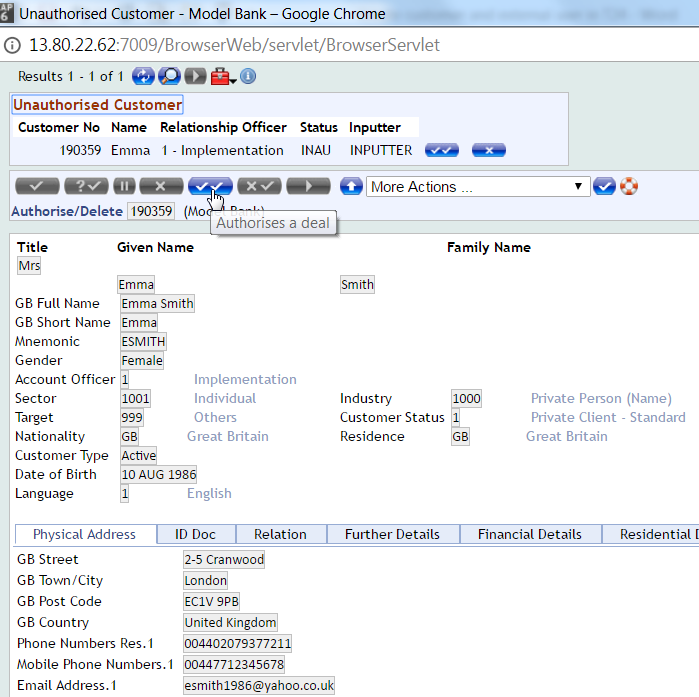 Unauthorised Customer - Model Bank – Google Chrome
13.80.22.62:7009/BrowserWeb/servlet/BrowserServlet
Results 1 - 1 of 1
Unauthorised Customer
Customer No Name Relationship Officer Status Inputter
190359 Emma 1 - Implementation INAU INPUTTER
More Actions ...
Authorise/Delete 190359 (Model Bank)
Authorises a deal
Title Given Name Family Name
Mrs
Emma Smith
GB Full Name Emma Smith
GB Short Name Emma
Mnemonic ESMITH
Gender Female
Account Officer 1 Implementation
Sector 1001 Individual Industry 1000 Private Person (Name)
Target 999 Others Customer Status 1 Private Client - Standard
Nationality GB Great Britain Residence GB Great Britain
Customer Type Active
Date of Birth 10 AUG 1986
Language 1 English
Physical Address ID Doc Relation Further Details Financial Details Residential D
GB Street 2-5 Cranwood
GB Town/City London
GB Post Code EC1V 9PB
GB Country United Kingdom
Phone Numbers Res.1 004402079377211
Mobile Phone Numbers.1 00447712345678
Email Address.1 esmith1986@yahoo.co.uk